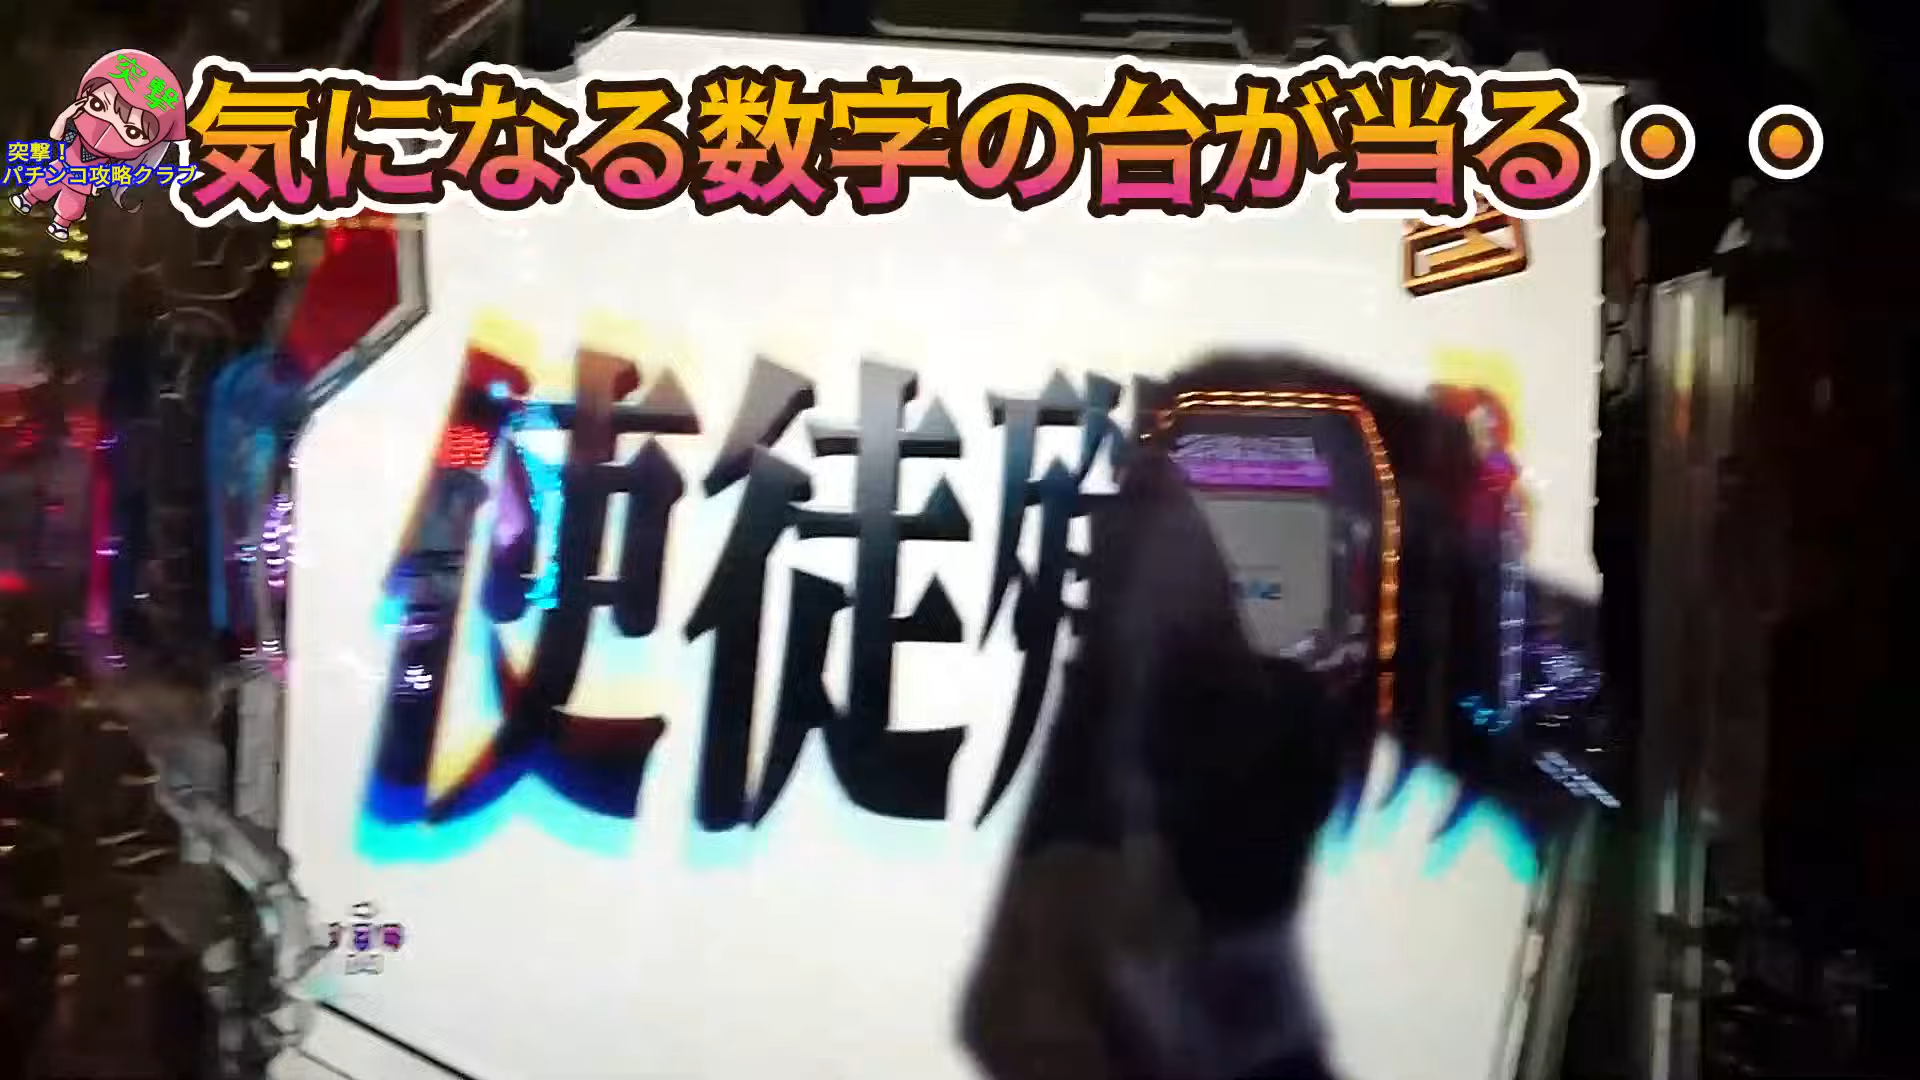 気になる数字の台が当る・・
突撃
突撃！
パチンコ攻略クラブ
使徒